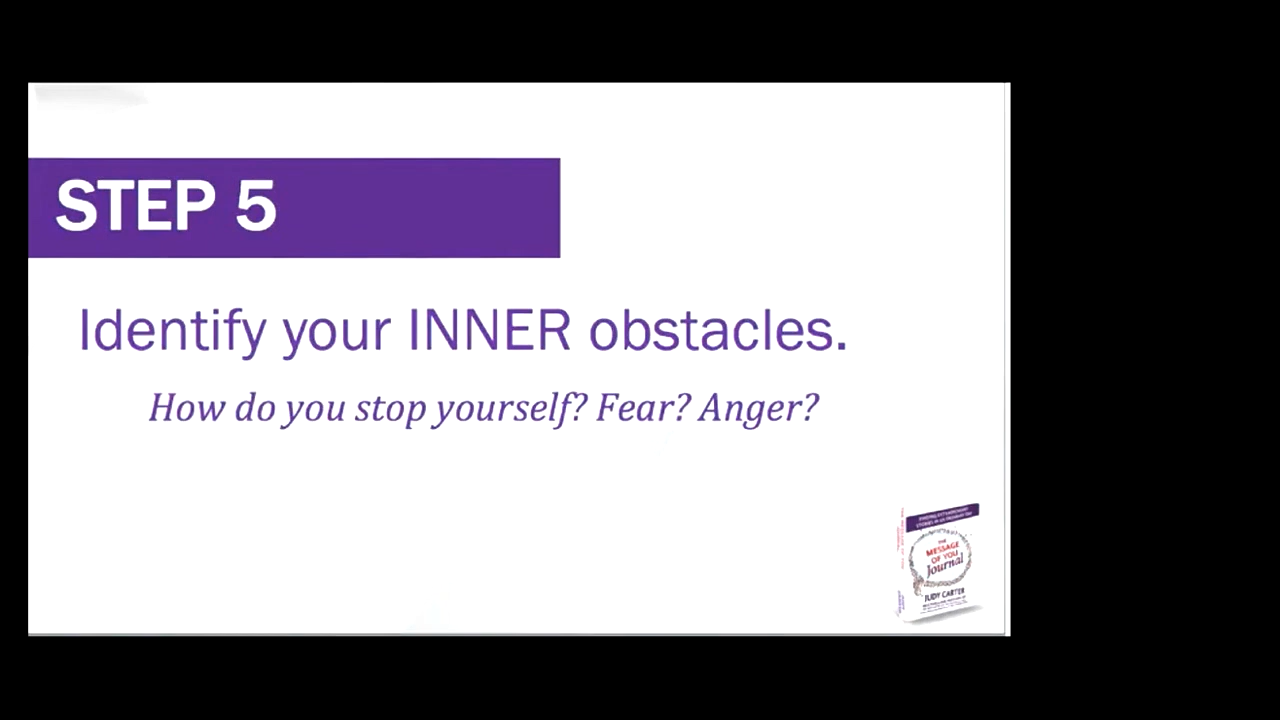 STEP 5
Identify your INNER obstacles.
How do you stop yourself? Fear? Anger?
THE
MESSAGE
OF YOU
Journal
JUDY CARTER